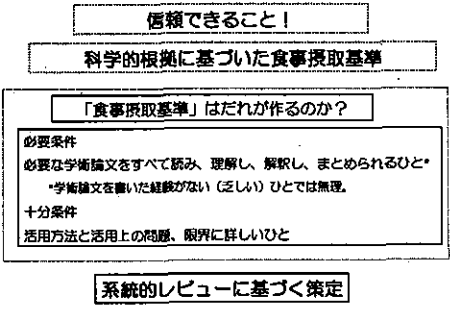 信頼できること！
科学的根拠に基づいた食事摂取基準
「食事摂取基準」はだれが作るのか？
必要条件
必要な学術論文をすべて読み、理解し、解釈し、まとめられるひと*
*学術論文を書いた経験がない（乏しい）ひとでは無理。
十分条件
活用方法と活用上の問題、限界に詳しいひと
系統的レビューに基づく策定